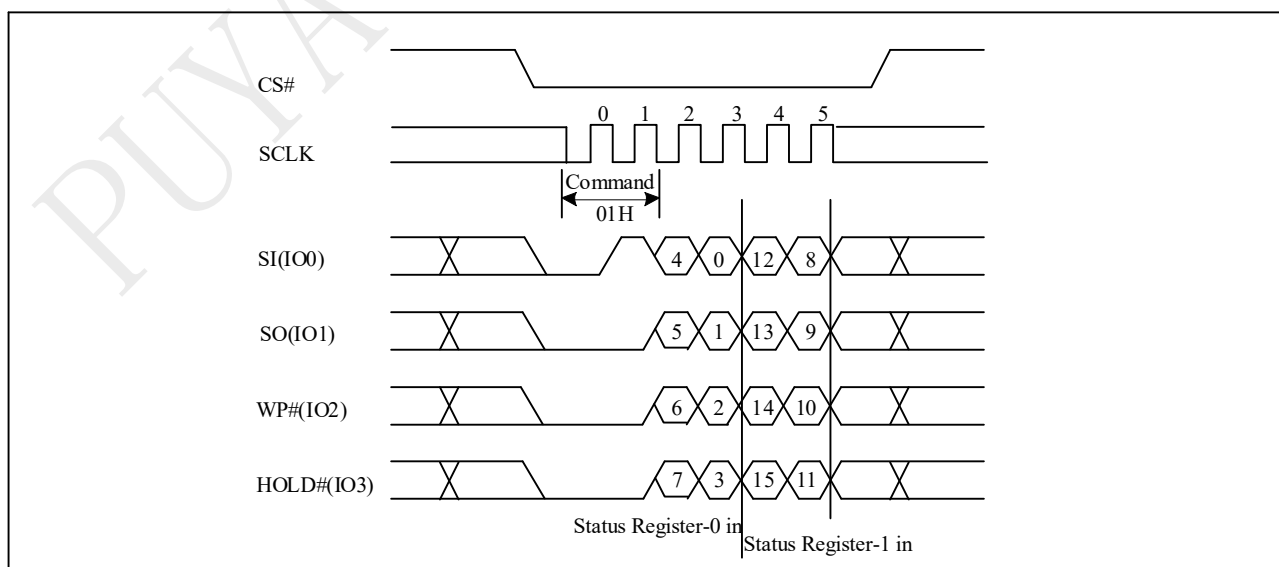 PUYA
CS#
0 1 2 3 4 5
SCLK
Command
01H
SI(IO0) 4 0 12 8
SO(IO1) 5 1 13 9
WP#(IO2) 6 2 14 10
HOLD#(IO3) 7 3 15 11
Status Register-0 in
Status Register-1 in